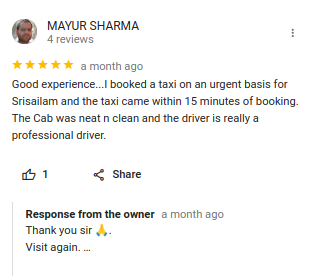 MAYUR SHARMA
4 reviews
★★★★★ a month ago
Good experience...I booked a taxi on an urgent basis for
Srisailam and the taxi came within 15 minutes of booking.
The Cab was neat n clean and the driver is really a
professional driver.
1 Share
Response from the owner a month ago
Thank you sir 🙏.
Visit again. ...